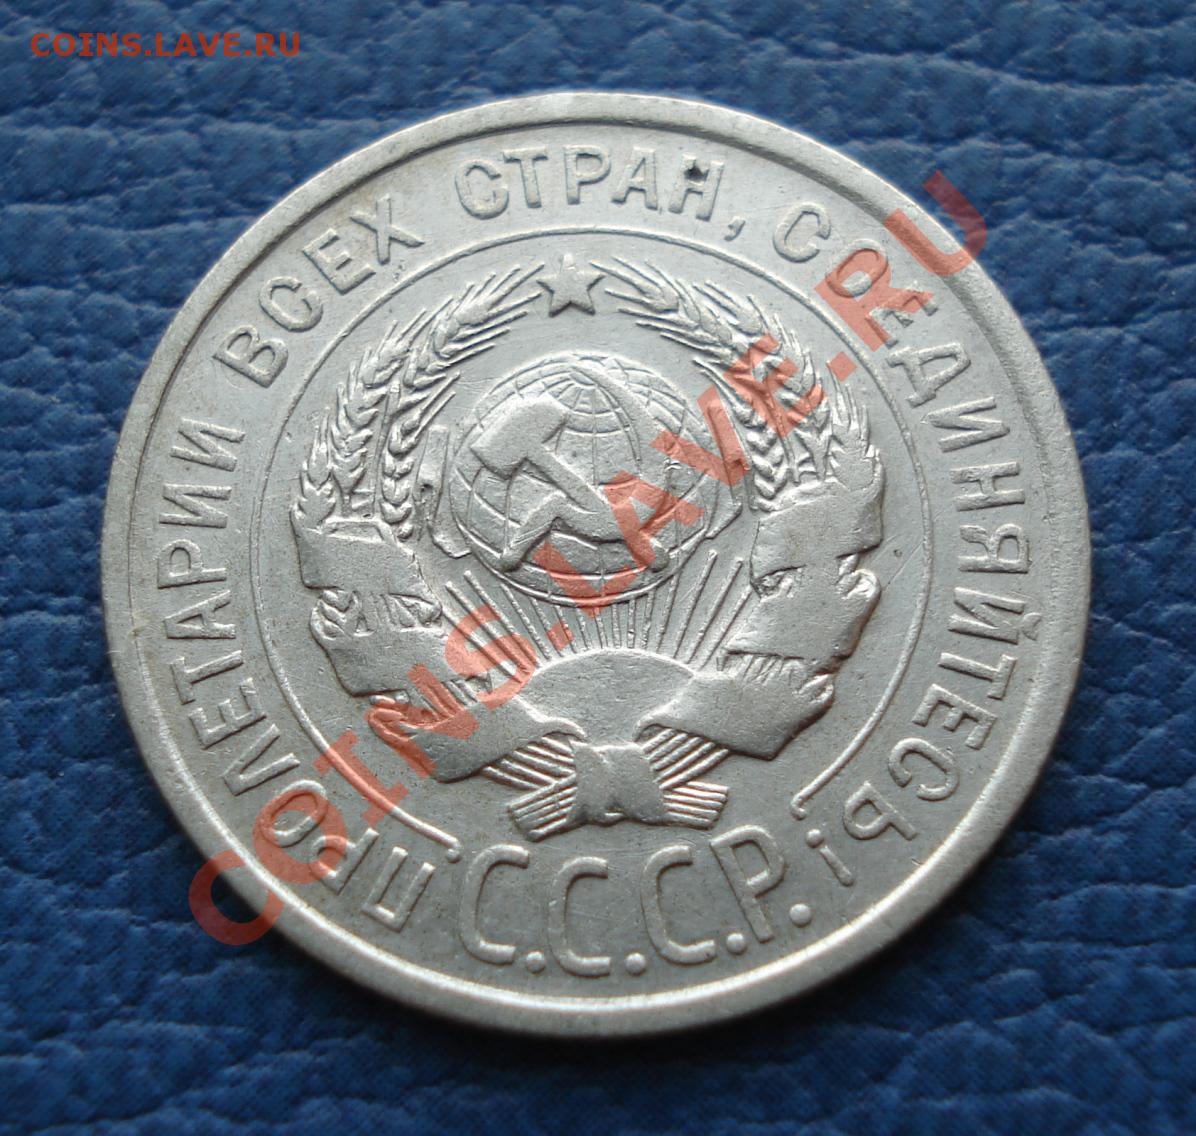 COINS.LAVE.RU
ПРОЛЕТАРИИ ВСЕХ СТРАН, СОЕДИНЯЙТЕСЬ!
С.С.С.Р.
COINS.LAVE.RU